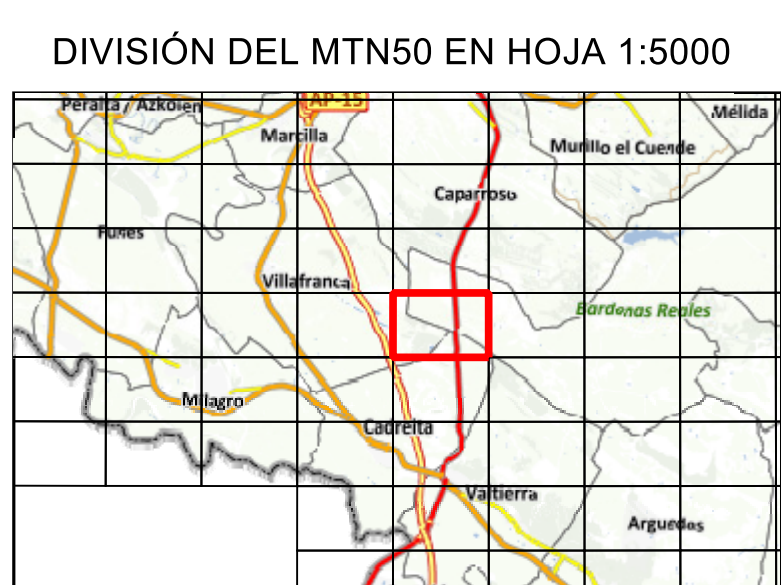 DIVISIÓN DEL MTN50 EN HOJA 1:5000
Peralta / Azkoien
AP-15
Mélida
Marcilla
Murillo el Cuende
Caparroso
Funes
Villafranca
Bardenas Reales
Milagro
Cadreita
Valtierra
Arguedas